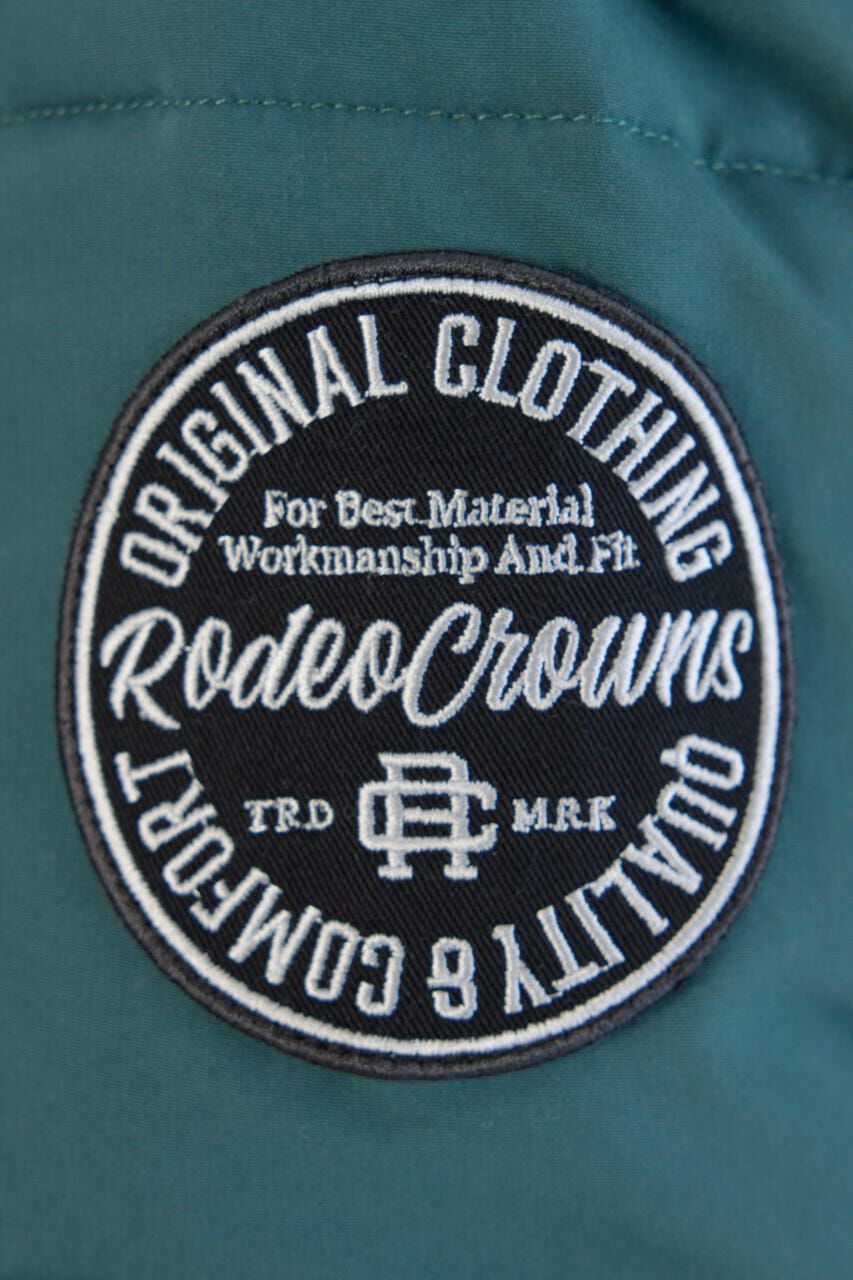 ORIGINAL CLOTHING
For Best Material
Workmanship And Fit
RodeoCrowns
TRD RC MRK
QUALITY & COMFORT